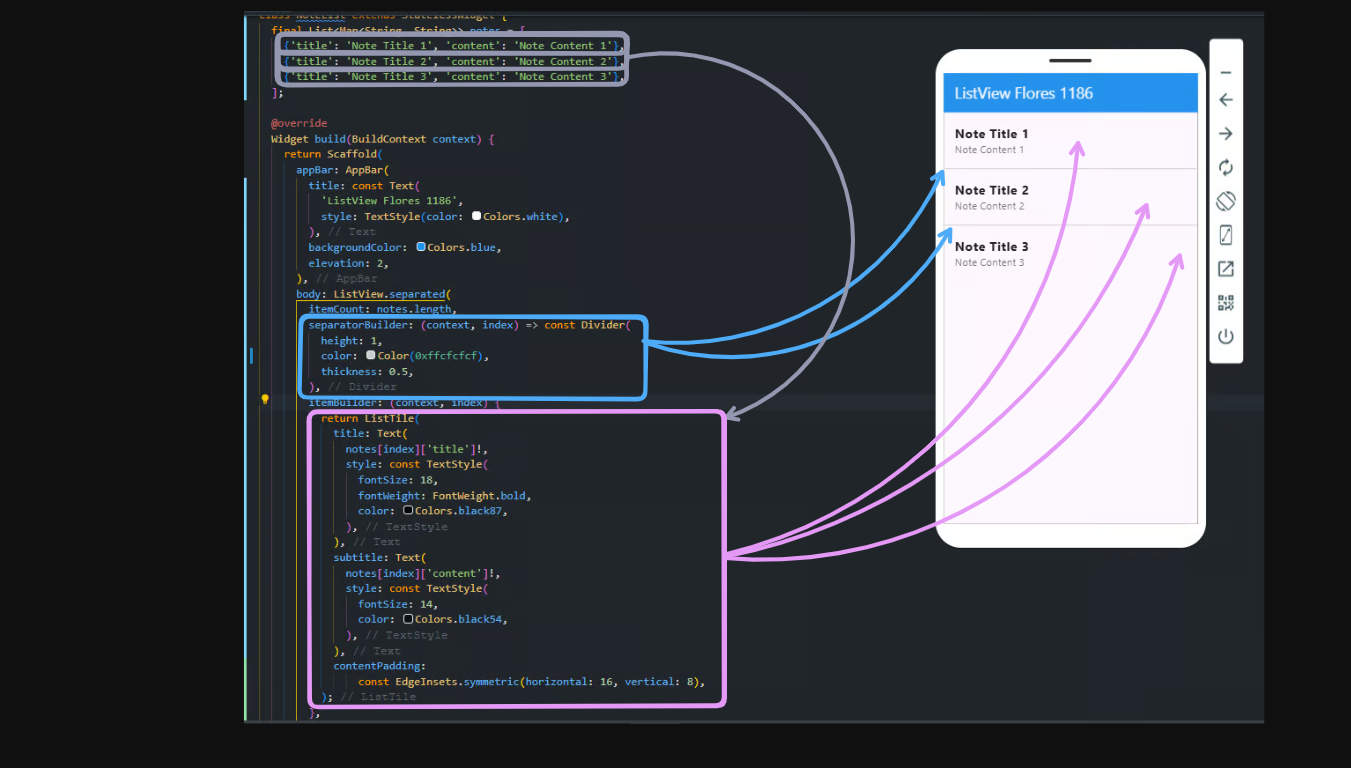 class NoteList extends StatelessWidget {
final List<Map<String, String>> notes = [
{'title': 'Note Title 1', 'content': 'Note Content 1'},
{'title': 'Note Title 2', 'content': 'Note Content 2'},
{'title': 'Note Title 3', 'content': 'Note Content 3'},
];
@override
Widget build(BuildContext context) {
return Scaffold(
appBar: AppBar(
title: const Text(
'ListView Flores 1186',
style: TextStyle(color: Colors.white),
), // Text
backgroundColor: Colors.blue,
elevation: 2,
), // AppBar
body: ListView.separated(
itemCount: notes.length,
separatorBuilder: (context, index) => const Divider(
height: 1,
color: Color(0xffcfcfcf),
thickness: 0.5,
), // Divider
itemBuilder: (context, index) {
return ListTile(
title: Text(
notes[index]['title']!,
style: const TextStyle(
fontSize: 18,
fontWeight: FontWeight.bold,
color: Colors.black87,
), // TextStyle
), // Text
subtitle: Text(
notes[index]['content']!,
style: const TextStyle(
fontSize: 14,
color: Colors.black54,
), // TextStyle
), // Text
contentPadding:
const EdgeInsets.symmetric(horizontal: 16, vertical: 8),
); // ListTile
},
ListView Flores 1186
Note Title 1
Note Content 1
Note Title 2
Note Content 2
Note Title 3
Note Content 3